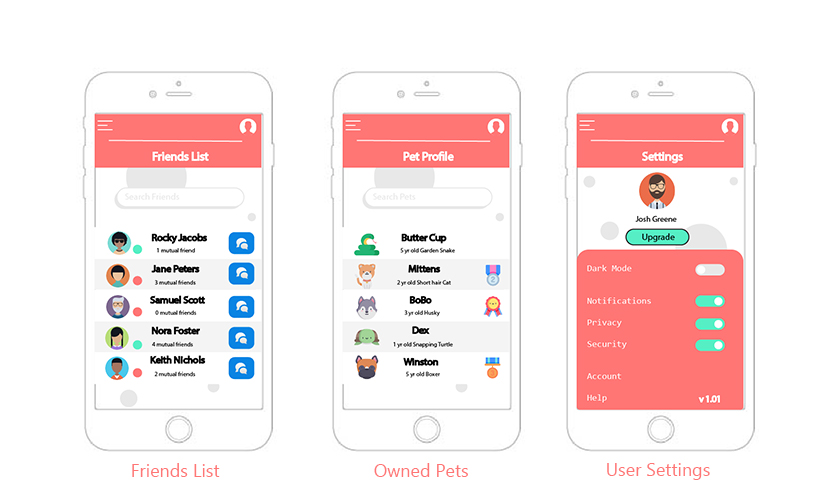 Friends List
Search Friends
Rocky Jacobs
1 mutual friend
Jane Peters
3 mutual friends
Samuel Scott
0 mutual friends
Nora Foster
4 mutual friends
Keith Nichols
2 mutual friends
Friends List
Pet Profile
Search Pets
Butter Cup
5 yr old Garden Snake
Mittens
2 yr old Short hair Cat
BoBo
3 yr old Husky
Dex
1 yr old Snapping Turtle
Winston
5 yr old Boxer
Owned Pets
Settings
Josh Greene
Upgrade
Dark Mode
Notifications
Privacy
Security
Account
Help
v 1.01
User Settings